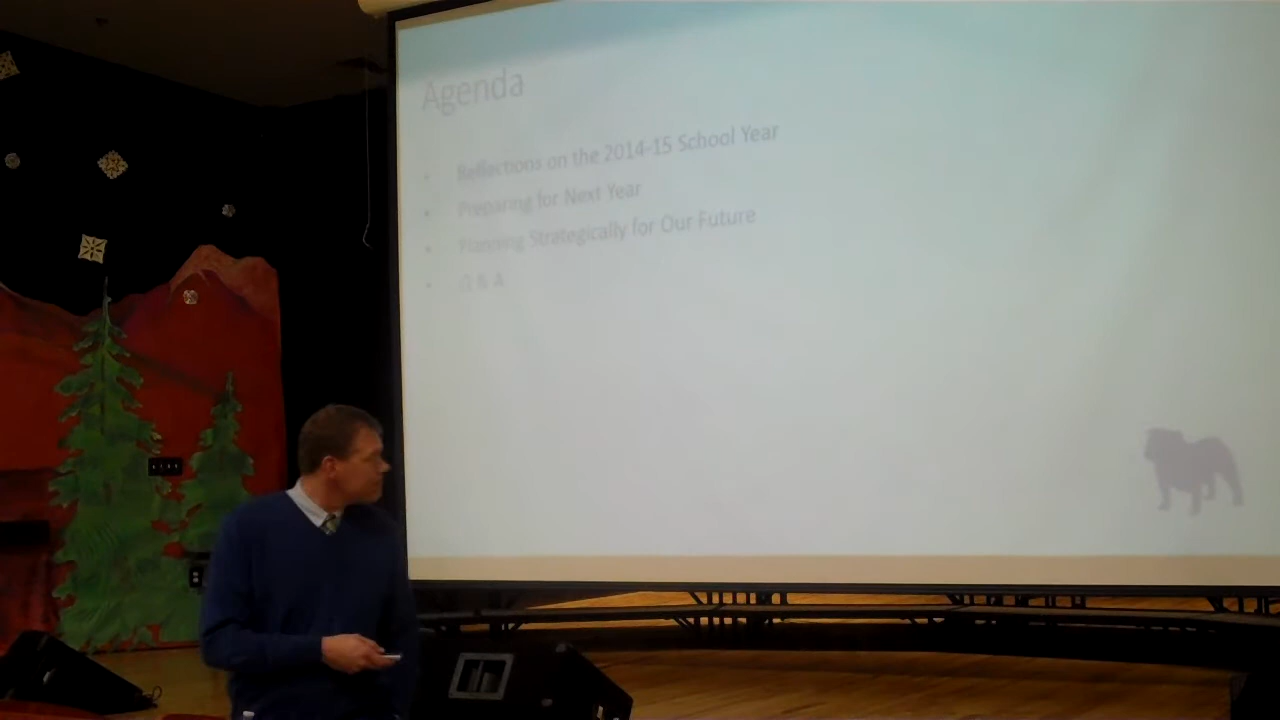 Agenda
• Reflections on the 2014-15 School Year
• Preparing for Next Year
• Planning Strategically for Our Future
• Q & A